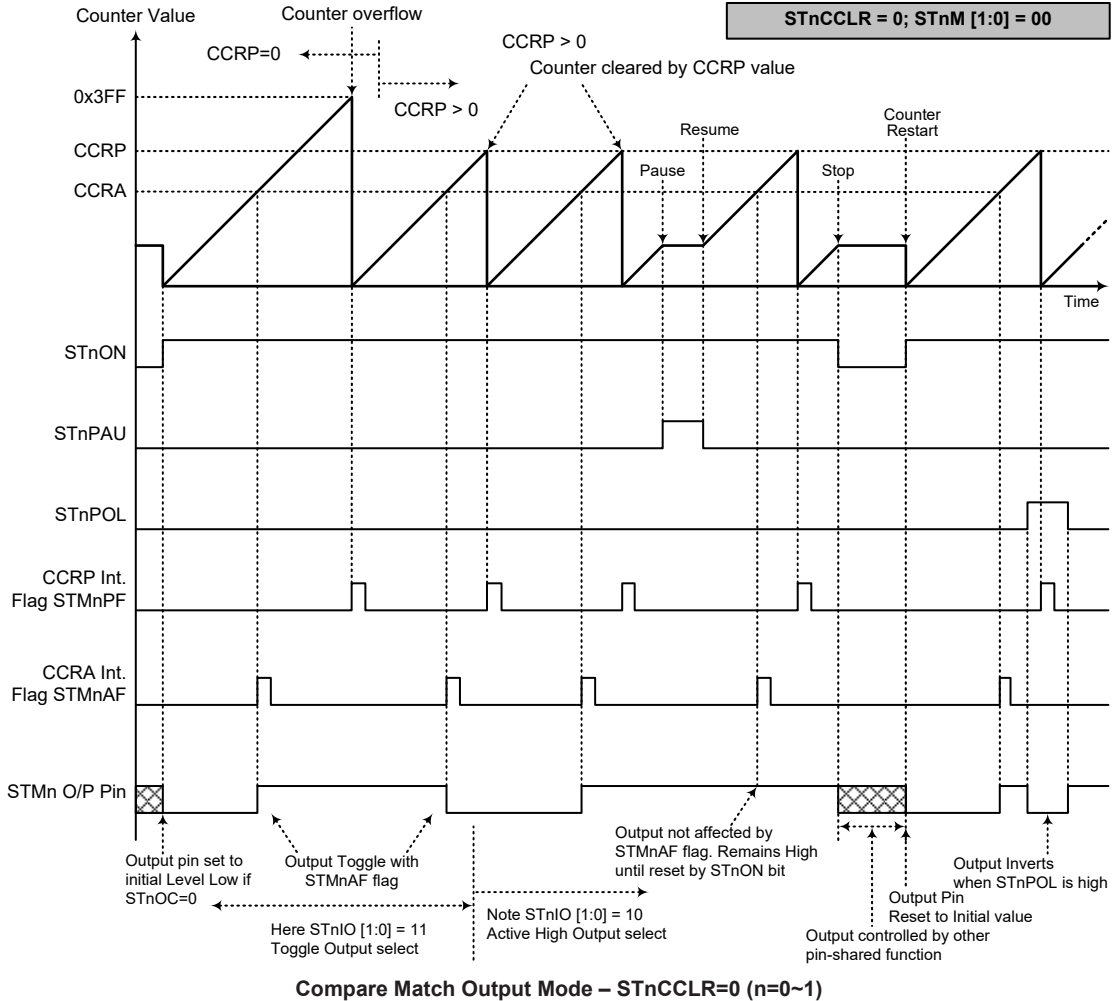 Counter Value
Counter overflow
STnCCLR = 0; STnM [1:0] = 00
CCRP=0
CCRP > 0
CCRP > 0
Counter cleared by CCRP value
0x3FF
CCRP
CCRA
Pause
Resume
Stop
Counter
Restart
Time
STnON
STnPAU
STnPOL
CCRP Int.
Flag STMnPF
CCRA Int.
Flag STMnAF
STMn O/P Pin
Output pin set to
initial Level Low if
STnOC=0
Output Toggle with
STMnAF flag
Here STnIO [1:0] = 11
Toggle Output select
Note STnIO [1:0] = 10
Active High Output select
Output not affected by
STMnAF flag. Remains High
until reset by STnON bit
Output controlled by other
pin-shared function
Output Pin
Reset to Initial value
Output Inverts
when STnPOL is high
Compare Match Output Mode – STnCCLR=0 (n=0~1)